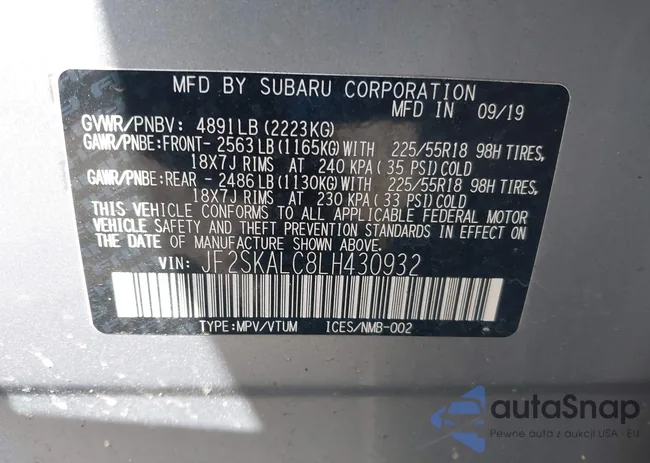 MFD BY SUBARU CORPORATION
MFD IN 09/19
GVWR/PNBV: 4891LB(2223KG)
GAWR/PNBE:FRONT- 2563LB(1165KG)WITH 225/55R18 98H TIRES,
18X7J RIMS AT 240 KPA(35 PSI)COLD
GAWR/PNBE:REAR - 2486LB(1130KG)WITH 225/55R18 98H TIRES,
18X7J RIMS AT 230 KPA(33 PSI)COLD
THIS VEHICLE CONFORMS TO ALL APPLICABLE FEDERAL MOTOR
VEHICLE SAFETY AND THEFT PREVENTION STANDARDS IN EFFECT ON
THE DATE OF MANUFACTURE SHOWN ABOVE.
VIN: JF2SKALC8LH430932
TYPE:MPV/VTUM ICES/NMB-002
autaSnap
Pewne auta z aukcji USA - EU